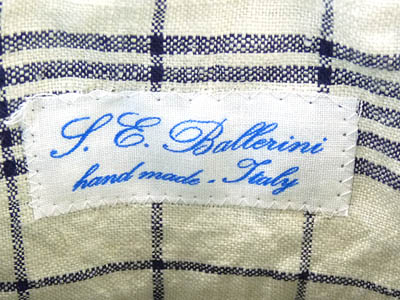 S. E. Ballerini
hand made - Italy